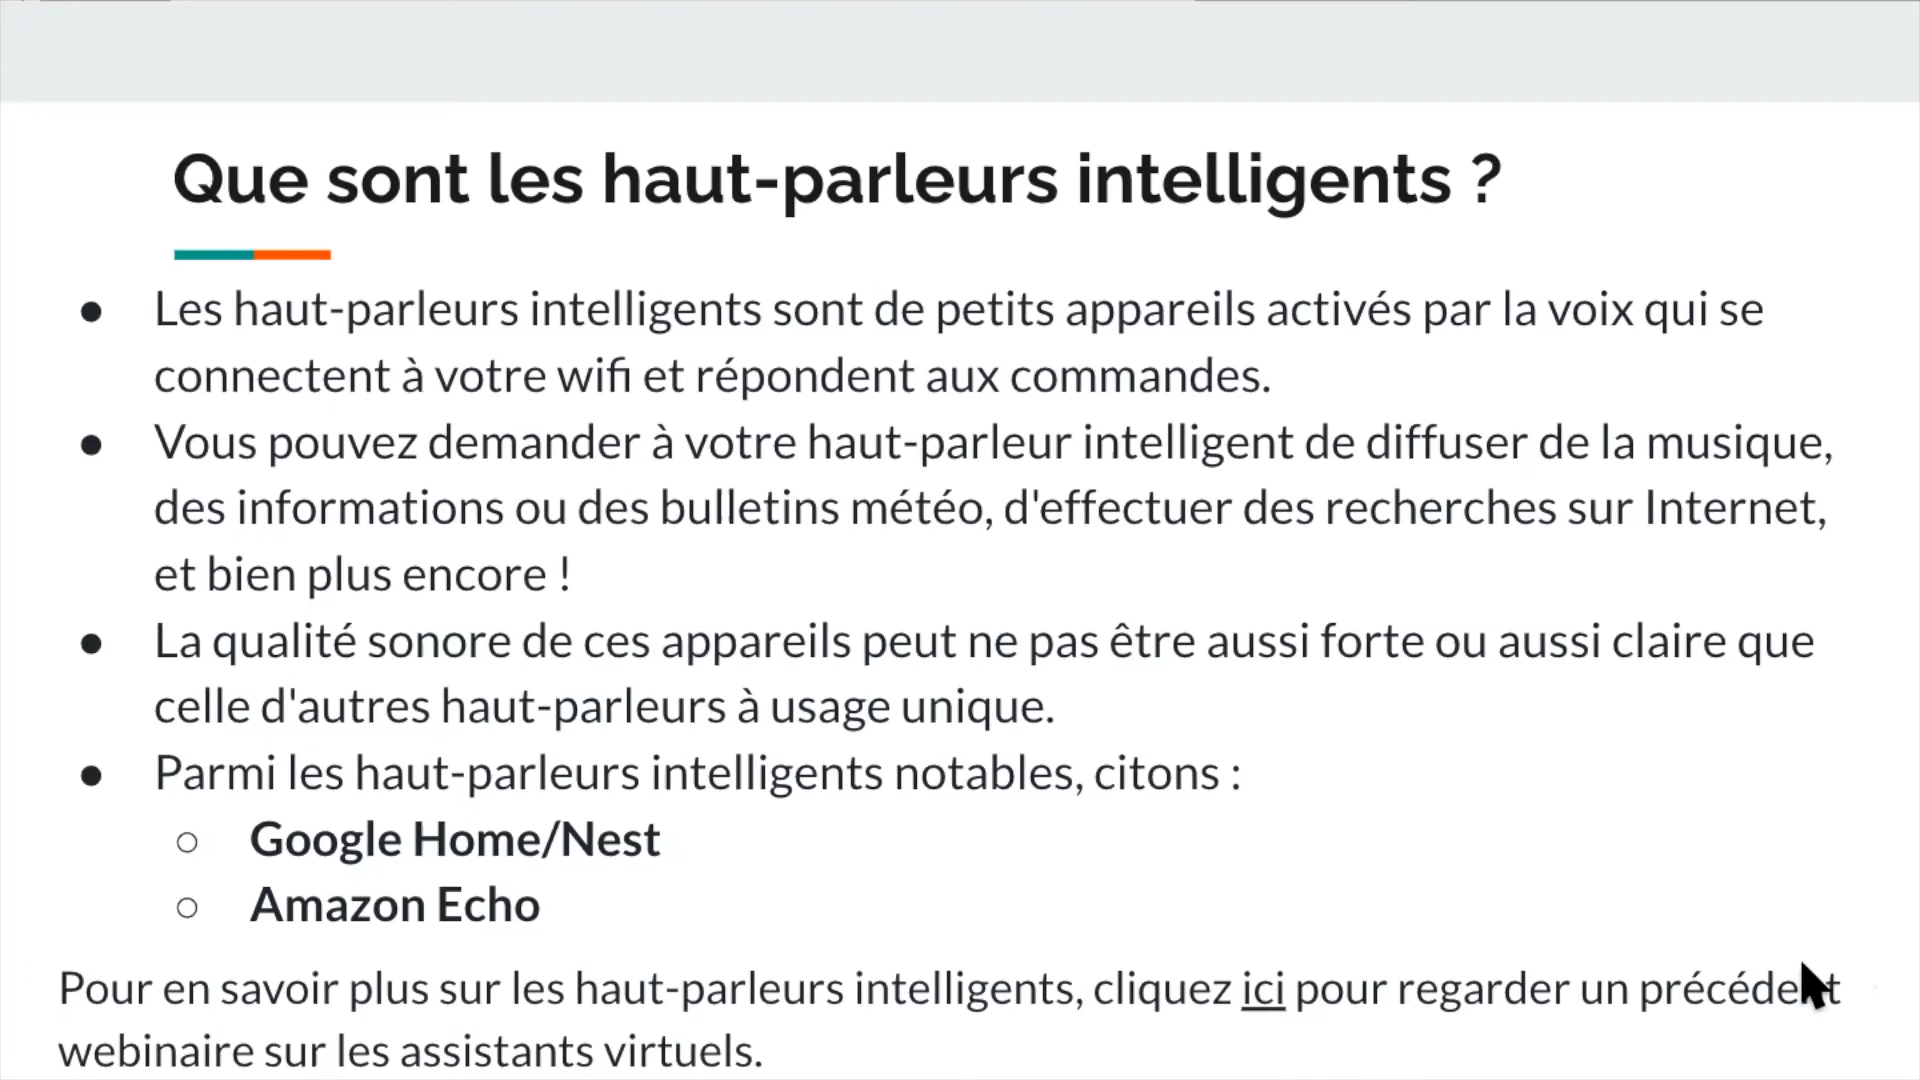 Que sont les haut-parleurs intelligents ?
● Les haut-parleurs intelligents sont de petits appareils activés par la voix qui se
connectent à votre wifi et répondent aux commandes.
● Vous pouvez demander à votre haut-parleur intelligent de diffuser de la musique,
des informations ou des bulletins météo, d'effectuer des recherches sur Internet,
et bien plus encore !
● La qualité sonore de ces appareils peut ne pas être aussi forte ou aussi claire que
celle d'autres haut-parleurs à usage unique.
● Parmi les haut-parleurs intelligents notables, citons :
○ Google Home/Nest
○ Amazon Echo
Pour en savoir plus sur les haut-parleurs intelligents, cliquez ici pour regarder un précédent
webinaire sur les assistants virtuels.